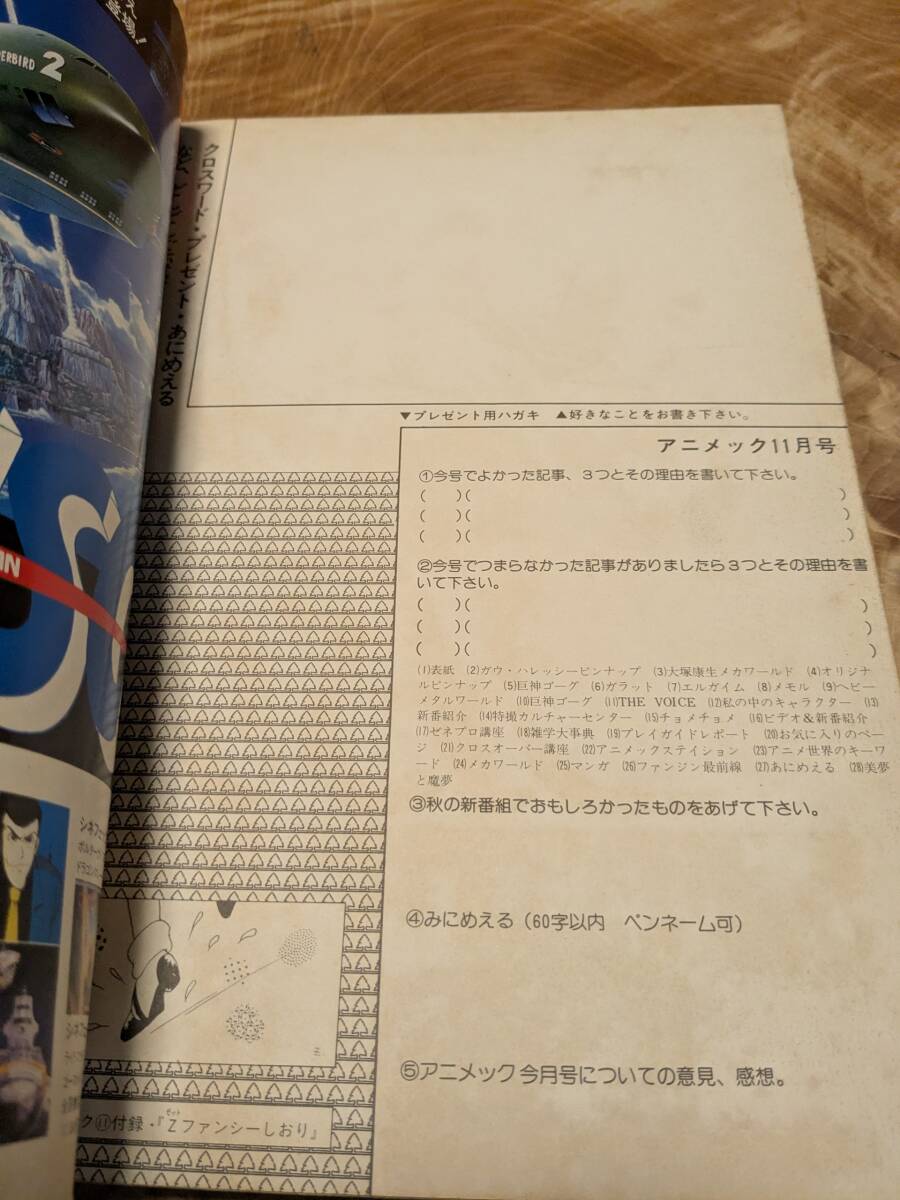 登場!
ERBIRD 2
クロスワード・プレゼント・あにめえる
▼プレゼント用ハガキ ▲好きなことをお書き下さい。
アニメック11月号
①今号でよかった記事、3つとその理由を書いて下さい。
( )( )
( )( )
( )( )
②今号でつまらなかった記事がありましたら3つとその理由を書
いて下さい。
( )( )
( )( )
( )( )
⑴表紙 ⑵ガウ・ハレッシーピンナップ ⑶大塚康生メカワールド ⑷オリジナ
ルピンナップ ⑸巨神ゴーグ ⑹ガラット ⑺エルガイム ⑻メモル ⑼ヘビー
メタルワールド ⑽巨神ゴーグ ⑾THE VOICE ⑿私の中のキャラクター ⒀
新番紹介 ⒁特撮カルチャーセンター ⒂チョメチョメ ⒃ビデオ&新番紹介
⒄ゼネプロ講座 ⒅雑学大事典 ⒆プレイガイドレポート ⒇お気に入りのペー
ジ (21)クロスオーバー講座 (22)アニメックステイション (23)アニメ世界のキーワ
ード (24)メカワールド (25)マンガ (26)ファンジン最前線 (27)あにめえる (28)美夢
と魔夢
③秋の新番組でおもしろかったものをあげて下さい。
④みにめえる(60字以内 ペンネーム可)
⑤アニメック今月号についての意見、感想。
ク⑪付録・『Zファンシーしおり』
ゼット
IN
シネフェ